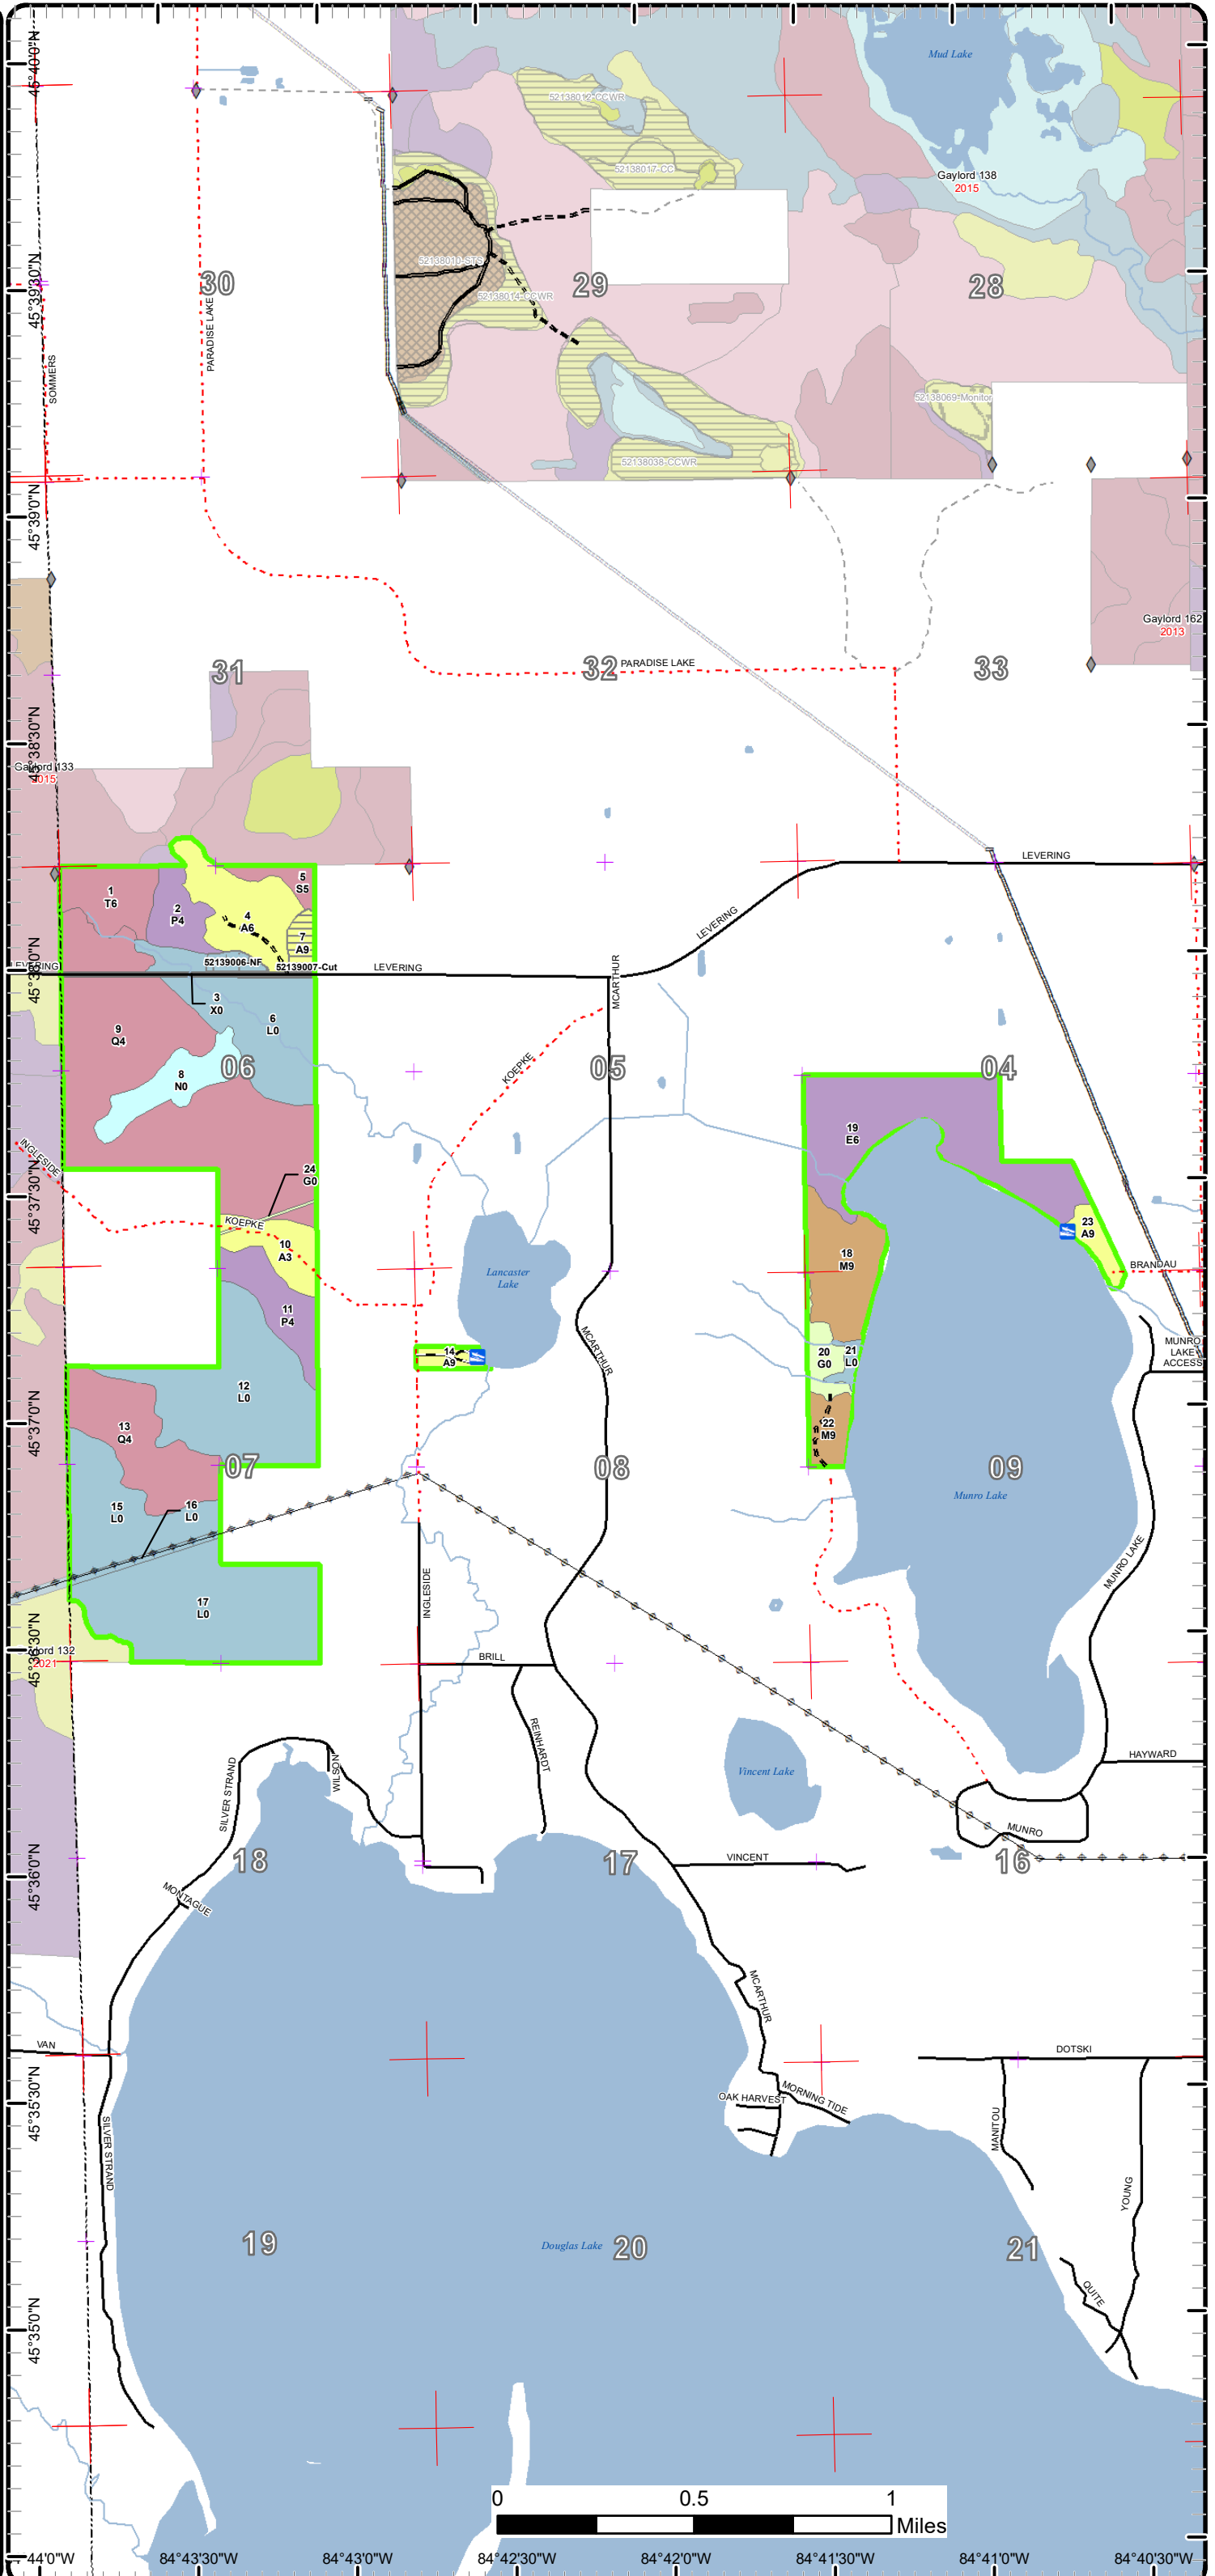 Mud Lake
45°40'0"N
52138012-CCWR
52138017-CC
Gaylord 138
2015
52138010-STS
30
29
28
52138014-CCWR
45°39'30"N
PARADISE LAKE
SOMMERS
52138069-Monitor
52138038-CCWR
45°39'0"N
Gaylord 162
2013
31
32
PARADISE LAKE
33
45°38'30"N
Gaylord 133
2015
LEVERING
5
S5
1
T6
2
P4
4
A6
7
A9
LEVERING
52139006-NF
52139007-Cut
LEVERING
LEVERING
MCARTHUR
45°38'0"N
3
X0
6
L0
9
Q4
8
N0
06
KOEPKE
05
04
19
E6
INGLESIDE
24
G0
45°37'30"N
KOEPKE
10
A3
23
A9
18
M9
BRANDAU
Lancaster
Lake
11
P4
MCARTHUR
MUNRO
LAKE
ACCESS
14
A9
20
G0
21
L0
12
L0
45°37'0"N
13
Q4
22
M9
07
08
09
15
L0
16
L0
Munro Lake
INGLESIDE
MUNRO LAKE
17
L0
45°36'30"N
2021
BRILL
REINHARDT
HAYWARD
WILSON
SILVER STRAND
Vincent Lake
MUNRO
18
17
VINCENT
16
45°36'0"N
MONTAGUE
MCARTHUR
VAN
DOTSKI
45°35'30"N
OAK HARVEST
MORNING TIDE
MANITOU
SILVER STRAND
YOUNG
19
Douglas Lake
20
21
QUITE
45°35'0"N
0
0.5
1
Miles
44'0"W
84°43'30"W
84°43'0"W
84°42'30"W
84°42'0"W
84°41'30"W
84°41'0"W
84°40'30"W